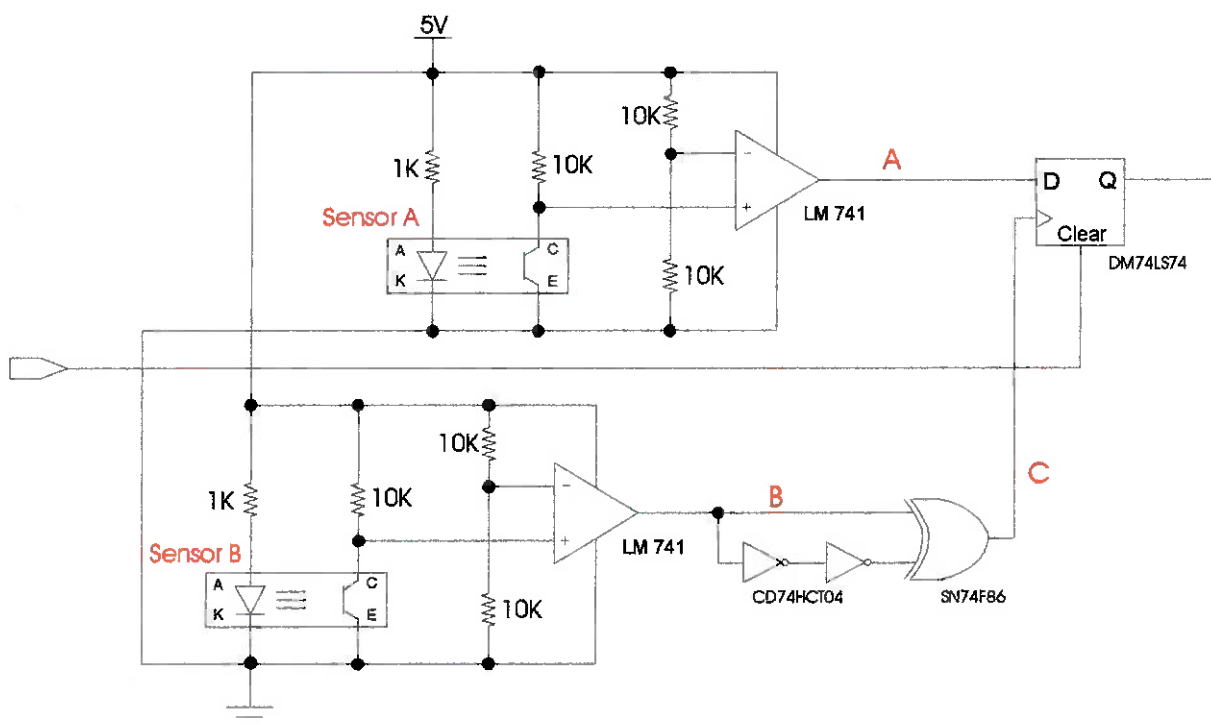 5V
10K
1K
10K
A
Sensor A
LM 741
D Q
Clear
DM74LS74
A
K
C
E
10K
10K
1K
10K
B
C
Sensor B
LM 741
A
K
C
E
10K
CD74HCT04
SN74F86
-
+
-
+